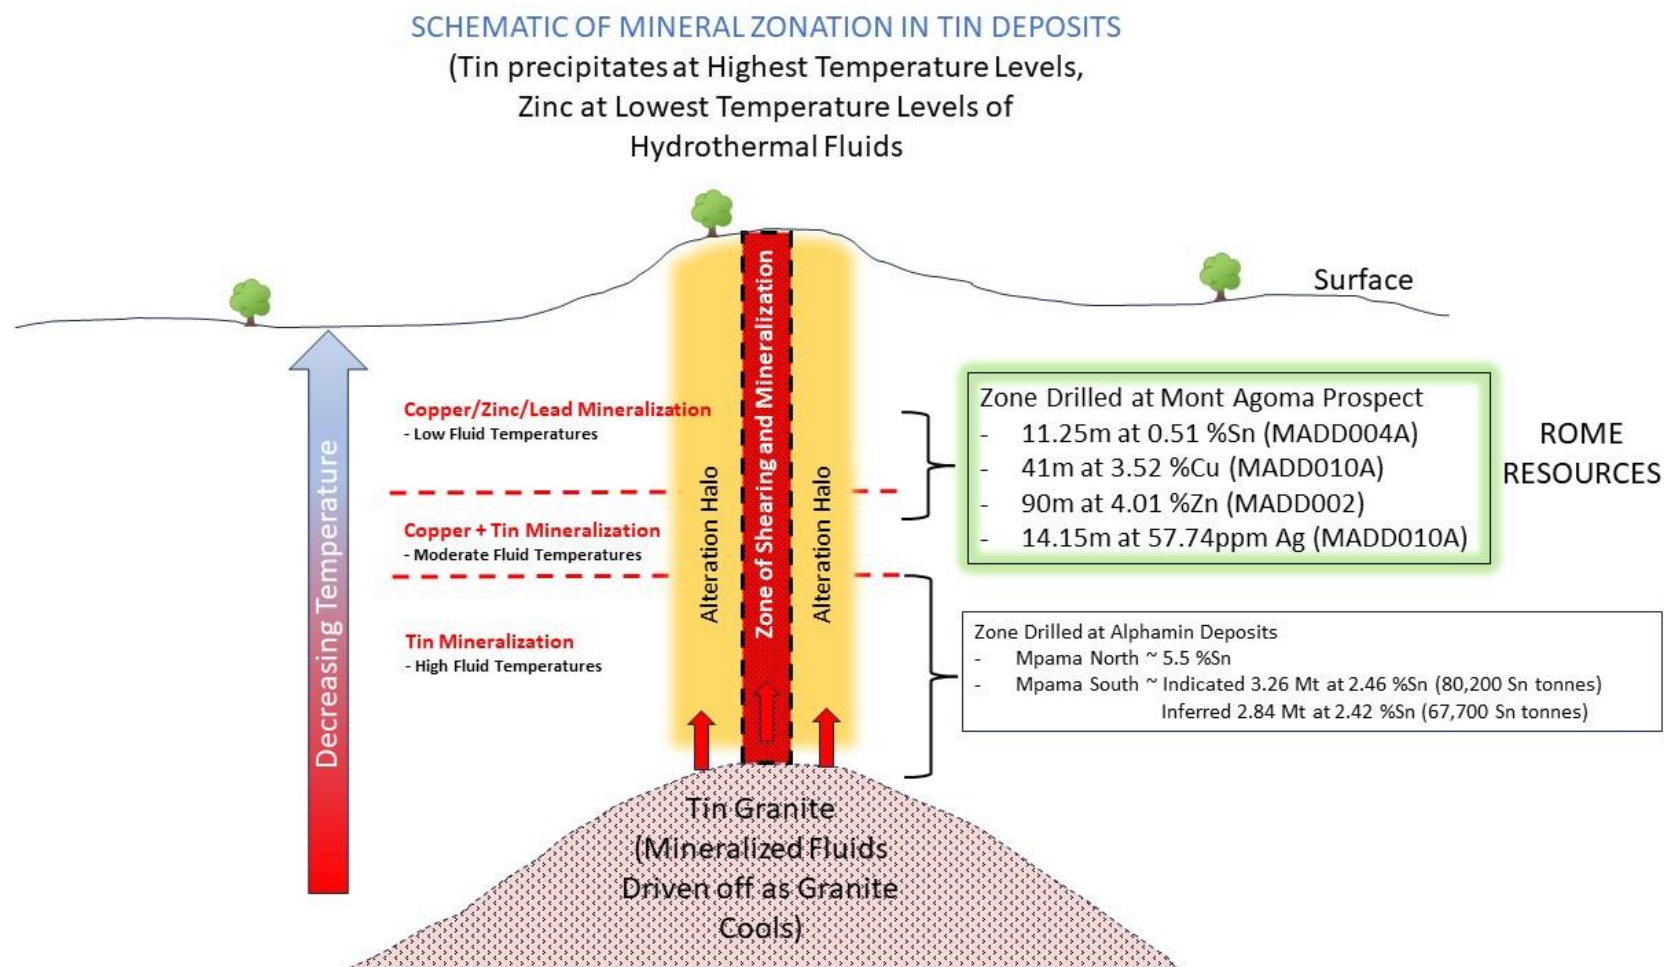 SCHEMATIC OF MINERAL ZONATION IN TIN DEPOSITS
(Tin precipitates at Highest Temperature Levels,
Zinc at Lowest Temperature Levels of
Hydrothermal Fluids
Surface
Decreasing Temperature
Copper/Zinc/Lead Mineralization
- Low Fluid Temperatures
Copper + Tin Mineralization
- Moderate Fluid Temperatures
Tin Mineralization
- High Fluid Temperatures
Alteration Halo
Zone of Shearing and Mineralization
Alteration Halo
Zone Drilled at Mont Agoma Prospect
- 11.25m at 0.51 %Sn (MADD004A)
- 41m at 3.52 %Cu (MADD010A)
- 90m at 4.01 %Zn (MADD002)
- 14.15m at 57.74ppm Ag (MADD010A)
ROME
RESOURCES
Zone Drilled at Alphamin Deposits
- Mpama North ~ 5.5 %Sn
- Mpama South ~ Indicated 3.26 Mt at 2.46 %Sn (80,200 Sn tonnes)
Inferred 2.84 Mt at 2.42 %Sn (67,700 Sn tonnes)
Tin Granite
(Mineralized Fluids
Driven off as Granite
Cools)